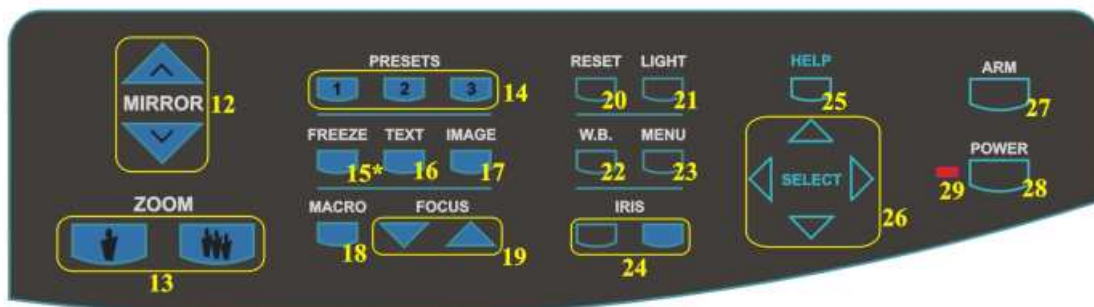 MIRROR 12
ZOOM
13
PRESETS
1 2 3 14
FREEZE TEXT IMAGE
15* 16 17
MACRO FOCUS
18 19
RESET LIGHT
20 21
W.B. MENU
22 23
IRIS
24
HELP
25
SELECT
26
ARM
27
POWER
29 28